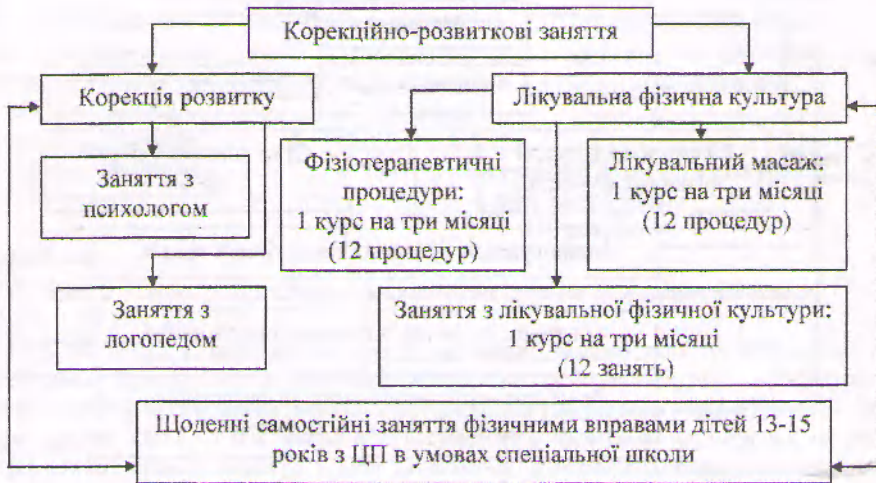 Корекційно-розвиткові заняття
Корекція розвитку
Лікувальна фізична культура
Заняття з
психологом
Фізіотерапевтичні
процедури:
1 курс на три місяці
(12 процедур)
Лікувальний масаж:
1 курс на три місяці
(12 процедур)
Заняття з
логопедом
Заняття з лікувальної фізичної культури:
1 курс на три місяці
(12 занять)
Щоденні самостійні заняття фізичними вправами дітей 13-15
років з ЦП в умовах спеціальної школи